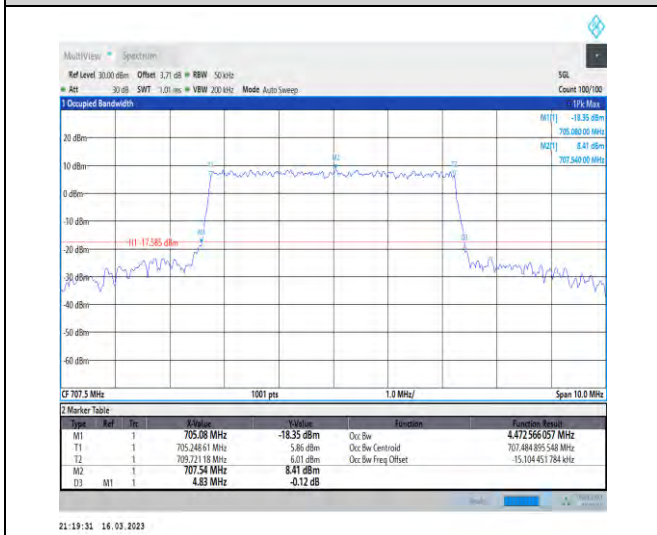 MultiView Spectrum
Ref Level 30.00 dBm Offset 3.71 dB RBW 50 kHz SGL
Att 30 dB SWT 1.01 ms VBW 200 kHz Mode Auto Sweep Count 100/100
1 Occupied Bandwidth 1Pk Max
M1[1] -18.35 dBm
705.080 00 MHz
M2[1] 8.41 dBm
707.540 00 MHz
20 dBm
M2
T1 T2
10 dBm
0 dBm
-10 dBm
H1 -17.585 dBm
-20 dBm
-30 dBm
-40 dBm
-50 dBm
-60 dBm
CF 707.5 MHz 1001 pts 1.0 MHz/ Span 10.0 MHz
2 Marker Table
Type Ref Trc X-Value Y-Value Function Function Result
M1 1 705.08 MHz -18.35 dBm Occ Bw 4.472 566 057 MHz
T1 1 705.248 61 MHz 5.86 dBm Occ Bw Centroid 707.484 895 548 MHz
T2 1 709.721 18 MHz 6.01 dBm Occ Bw Freq Offset -15.104 451 784 kHz
M2 1 707.54 MHz 8.41 dBm
D3 M1 1 4.83 MHz -0.12 dB
21:19:31 16.03.2023